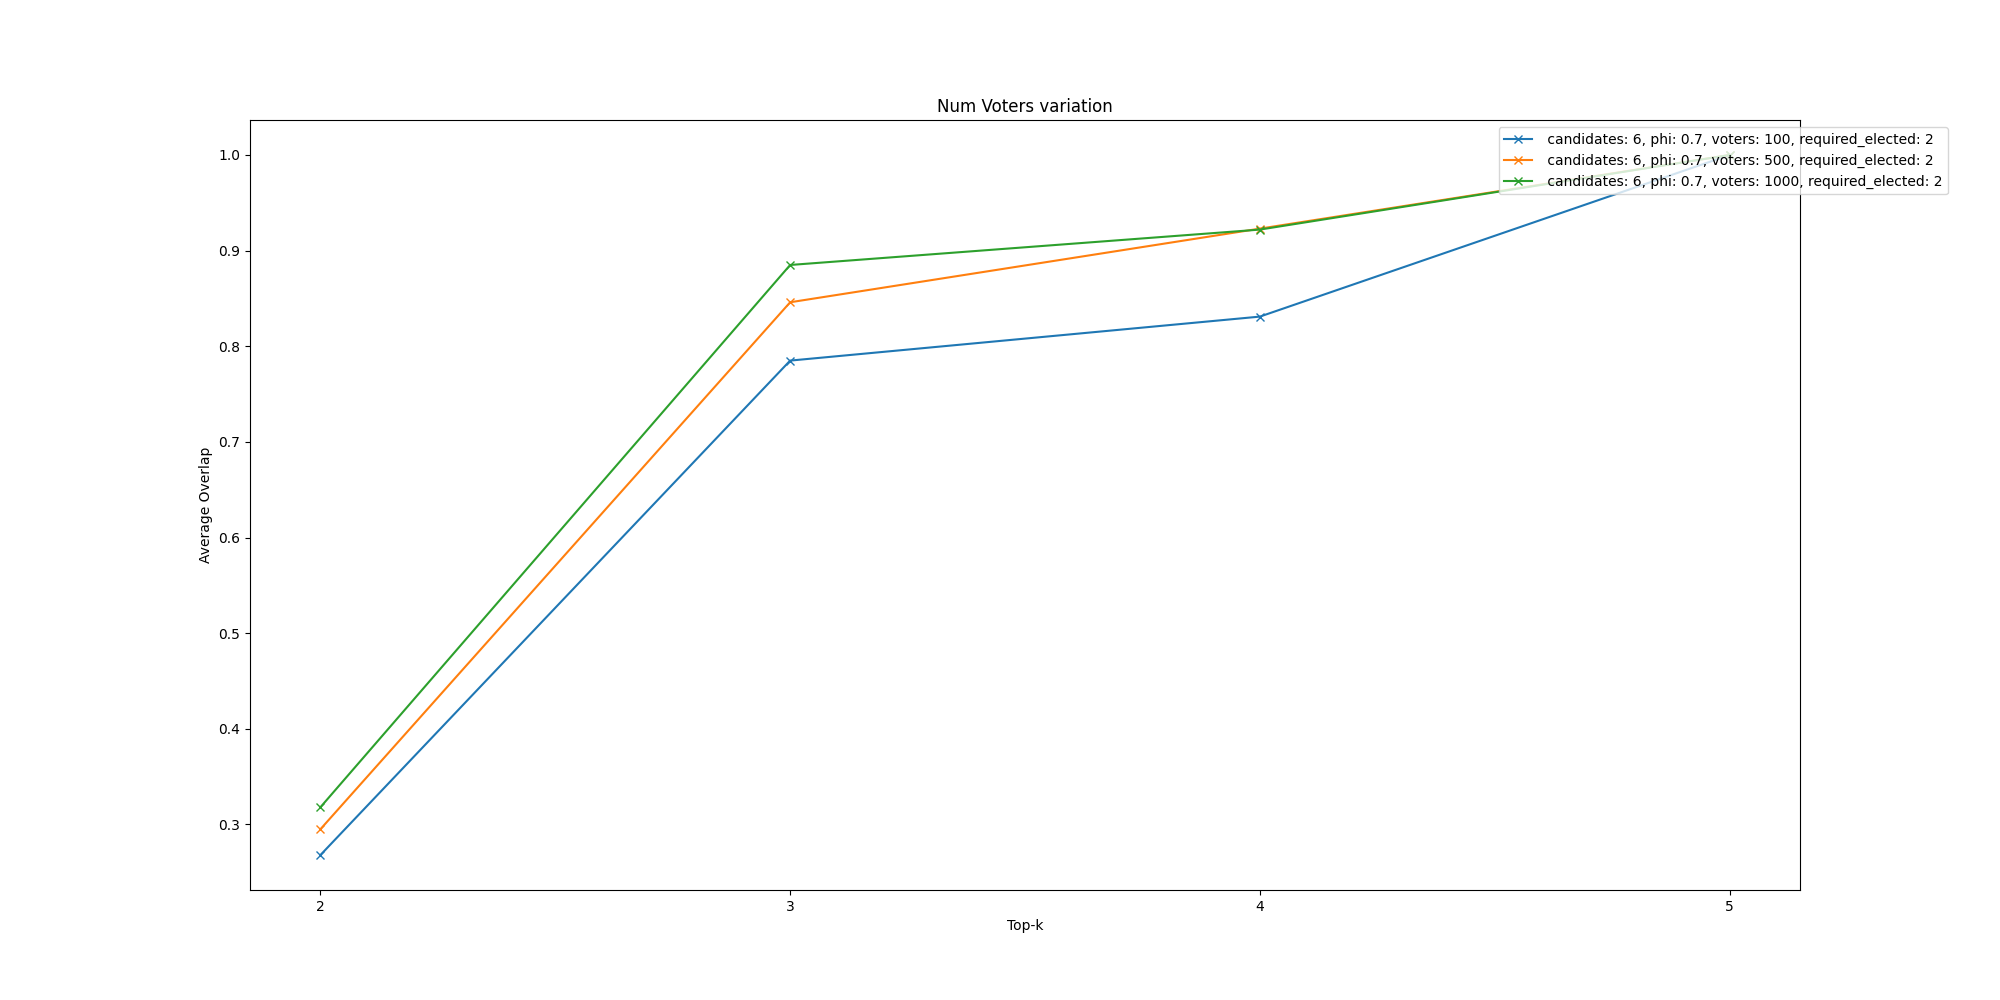 Num Voters variation
candidates: 6, phi: 0.7, voters: 100, required_elected: 2
candidates: 6, phi: 0.7, voters: 500, required_elected: 2
candidates: 6, phi: 0.7, voters: 1000, required_elected: 2
1.0
0.9
0.8
0.7
0.6
0.5
0.4
0.3
Average Overlap
2 3 4 5
Top-k